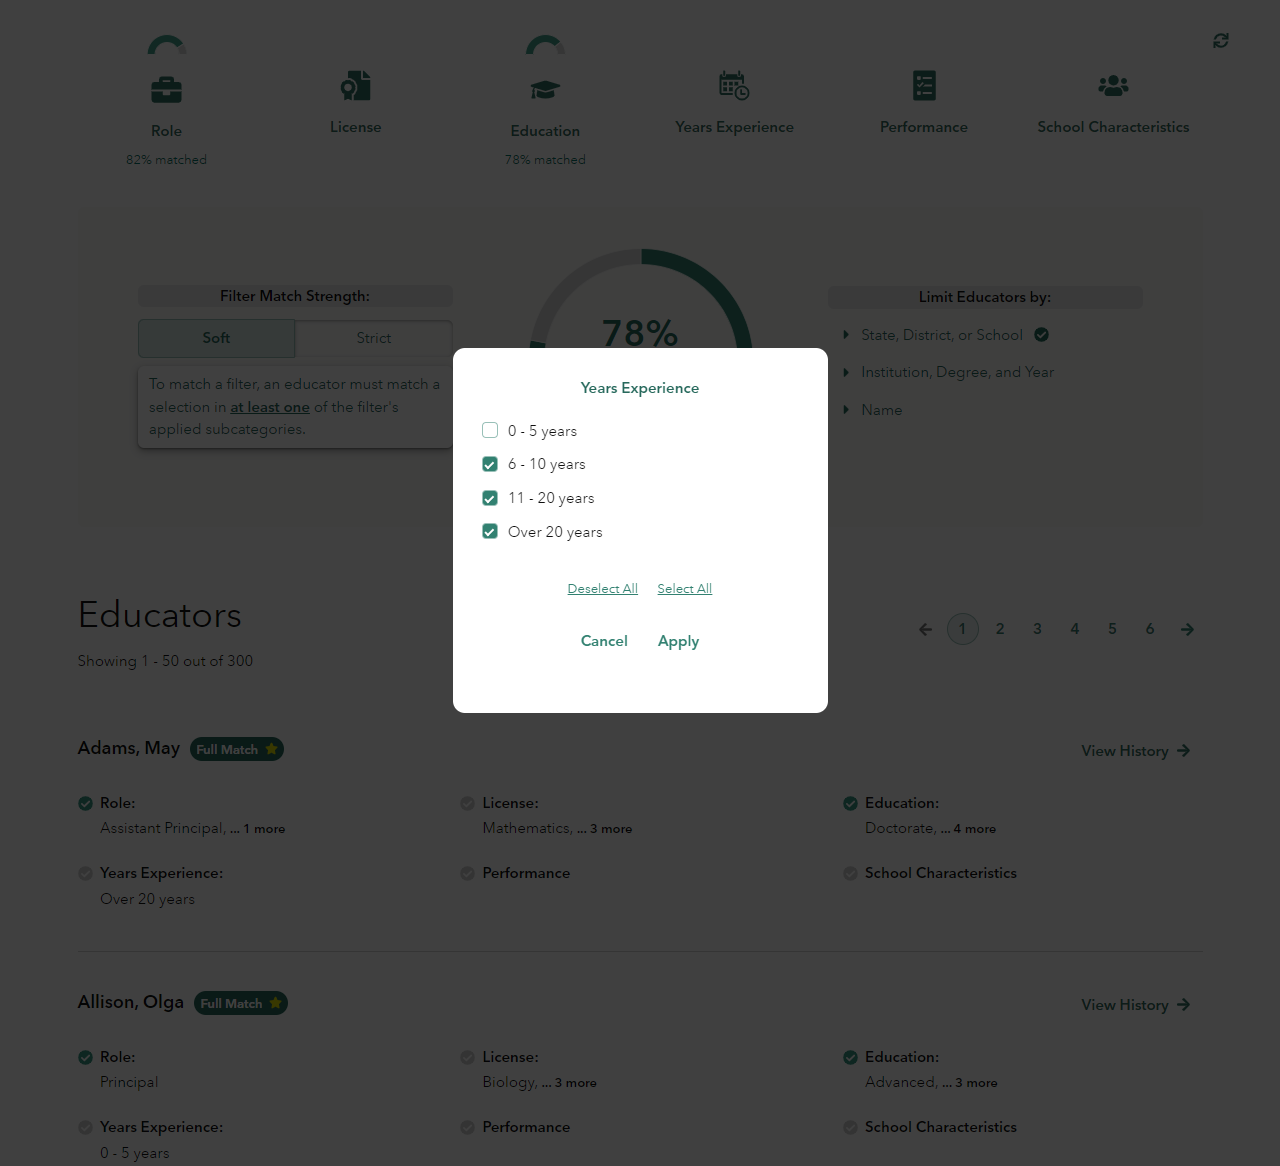 Role
License
Education
Years Experience
Performance
School Characteristics
82% matched
78% matched
Filter Match Strength:
Soft
Strict
To match a filter, an educator must match a
selection in at least one of the filter's
applied subcategories.
78%
Limit Educators by:
State, District, or School
Institution, Degree, and Year
Name
Years Experience
0 - 5 years
6 - 10 years
11 - 20 years
Over 20 years
Deselect All Select All
Cancel Apply
Educators
Showing 1 - 50 out of 300
1 2 3 4 5 6
Adams, May Full Match
View History
Role:
Assistant Principal, ... 1 more
License:
Mathematics, ... 3 more
Education:
Doctorate, ... 4 more
Years Experience:
Over 20 years
Performance
School Characteristics
Allison, Olga Full Match
View History
Role:
Principal
License:
Biology, ... 3 more
Education:
Advanced, ... 3 more
Years Experience:
0 - 5 years
Performance
School Characteristics